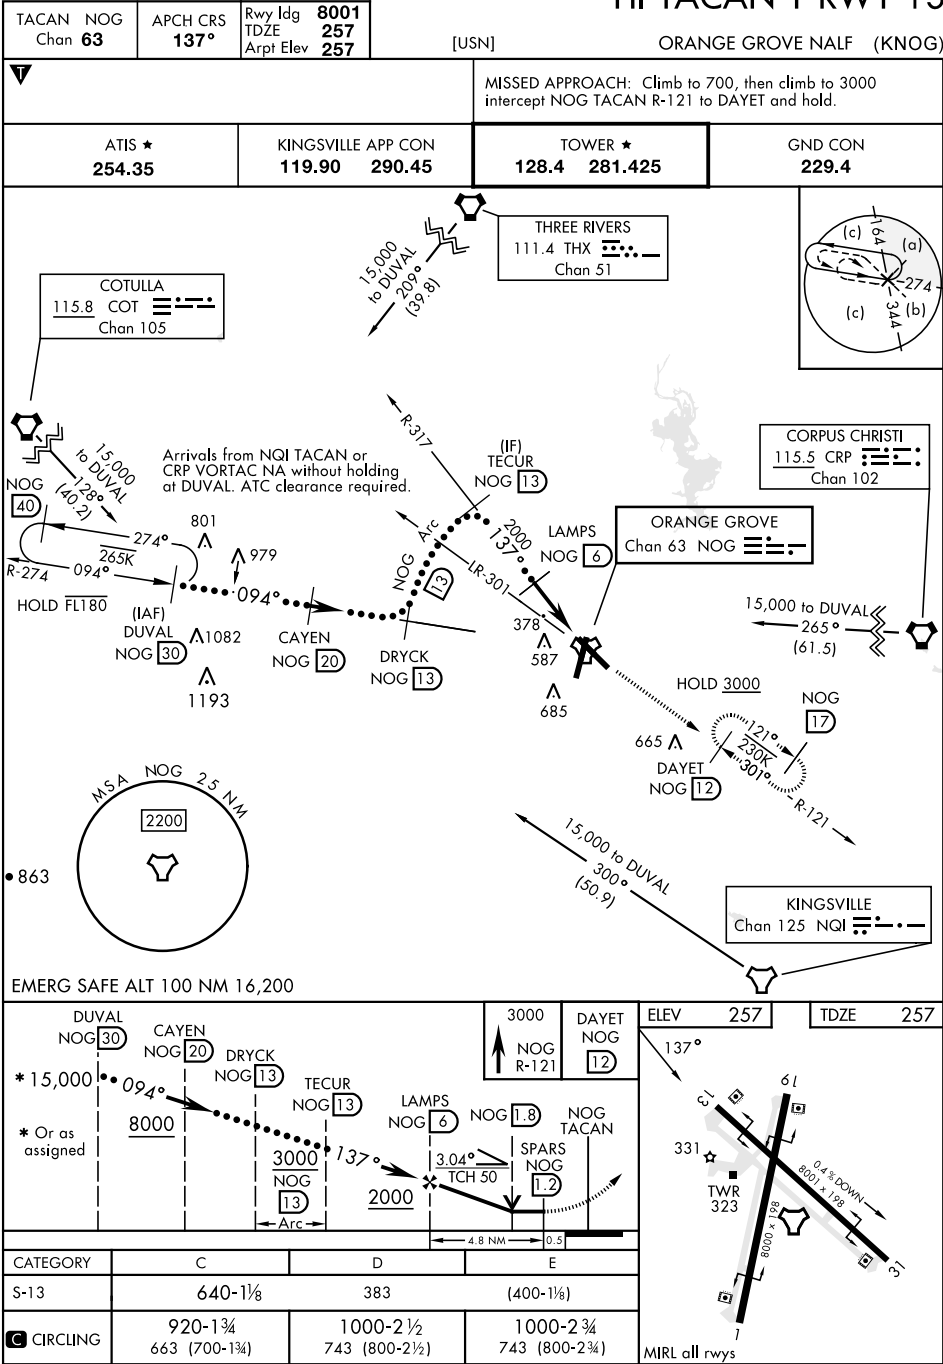 HI-TACAN Y RWY 13
TACAN NOG
Chan 63
APCH CRS
137°
Rwy ldg 8001
TDZE 257
Arpt Elev 257
[USN]
ORANGE GROVE NALF (KNOG)
T
MISSED APPROACH: Climb to 700, then climb to 3000
intercept NOG TACAN R-121 to DAYET and hold.
ATIS ★
254.35
KINGSVILLE APP CON
119.90 290.45
TOWER ★
128.4 281.425
GND CON
229.4
THREE RIVERS
111.4 THX
Chan 51
15,000
to DUVAL
209°
(39.8)
(c)
164
(a)
274
(c)
344
(b)
COTULLA
115.8 COT
Chan 105
15,000
to DUVAL
128°
(40.2)
Arrivals from NQI TACAN or
CRP VORTAC NA without holding
at DUVAL. ATC clearance required.
R-317
(IF)
TECUR
NOG 13
CORPUS CHRISTI
115.5 CRP
Chan 102
NOG
40
274°
265K
R-274
094°
HOLD FL180
801
979
094°
(IAF)
DUVAL
NOG 30
1082
1193
CAYEN
NOG 20
DRYCK
NOG 13
NOG
13
Arc
2000
137°
LR-301
LAMPS
NOG 6
ORANGE GROVE
Chan 63 NOG
378
587
685
15,000 to DUVAL
265°
(61.5)
HOLD 3000
NOG
17
665
121°
230K
301°
DAYET
NOG 12
R-121
MSA NOG 25 NM
2200
863
15,000 to DUVAL
300°
(50.9)
KINGSVILLE
Chan 125 NQI
EMERG SAFE ALT 100 NM 16,200
DUVAL
NOG 30
CAYEN
NOG 20
DRYCK
NOG 13
TECUR
NOG 13
LAMPS
NOG 6
NOG 1.8
SPARS
NOG
1.2
NOG
TACAN
3000
NOG
R-121
DAYET
NOG
12
* 15,000
094°
* Or as
assigned
8000
3000
NOG
13
Arc
137°
2000
3.04°
TCH 50
4.8 NM
0.5
ELEV 257
TDZE 257
137°
13
19
331
TWR
323
0.4 % DOWN
8001 x 198
8000 x 198
31
1
MIRL all rwys
CATEGORY C D E
S-13 640-1⅛ 383 (400-1⅛)
C CIRCLING
920-1¾
663 (700-1¾)
1000-2½
743 (800-2½)
1000-2¾
743 (800-2¾)